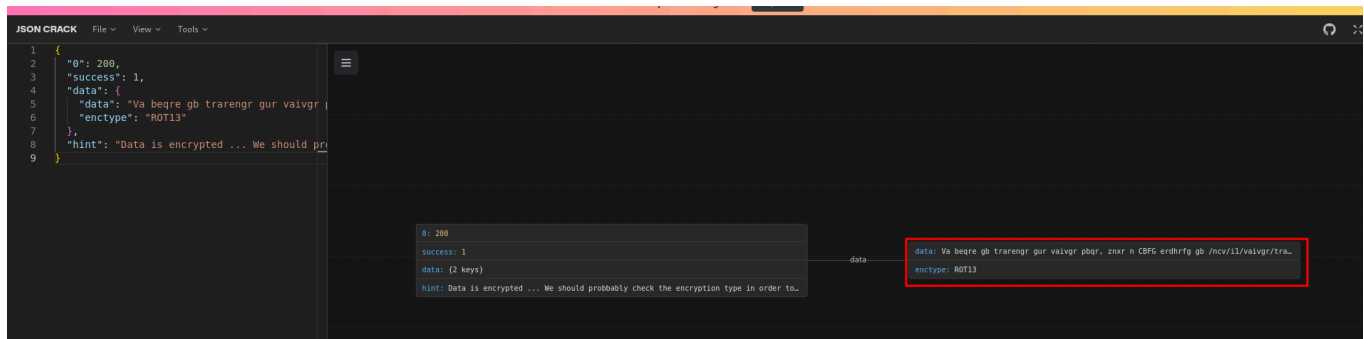 JSON CRACK File View Tools
1 {
2 "0": 200,
3 "success": 1,
4 "data": {
5 "data": "Va beqre gb trarengr gur vaivgr
6 "enctype": "ROT13"
7 },
8 "hint": "Data is encrypted ... We should
9 }
0: 200
success: 1
data: {2 keys}
hint: Data is encrypted ... We should probbably check the encryption type in order to…
data
data: Va beqre gb trarengr gur vaivgr pbqr, znxr n CBFG erdhrfg gb /ncv/i1/vaivgr/tra…
enctype: ROT13